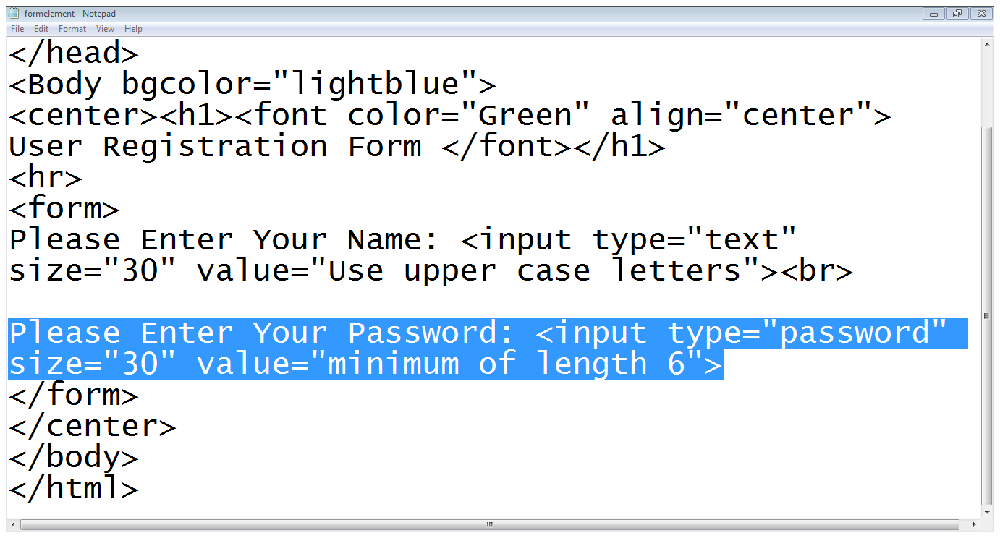 formelement - Notepad
File Edit Format View Help
</head>
<Body bgcolor="lightblue">
<center><h1><font color="Green" align="center">
User Registration Form </font></h1>
<hr>
<form>
Please Enter Your Name: <input type="text"
size="30" value="Use upper case letters"><br>
Please Enter Your Password: <input type="password"
size="30" value="minimum of length 6">
</form>
</center>
</body>
</html>